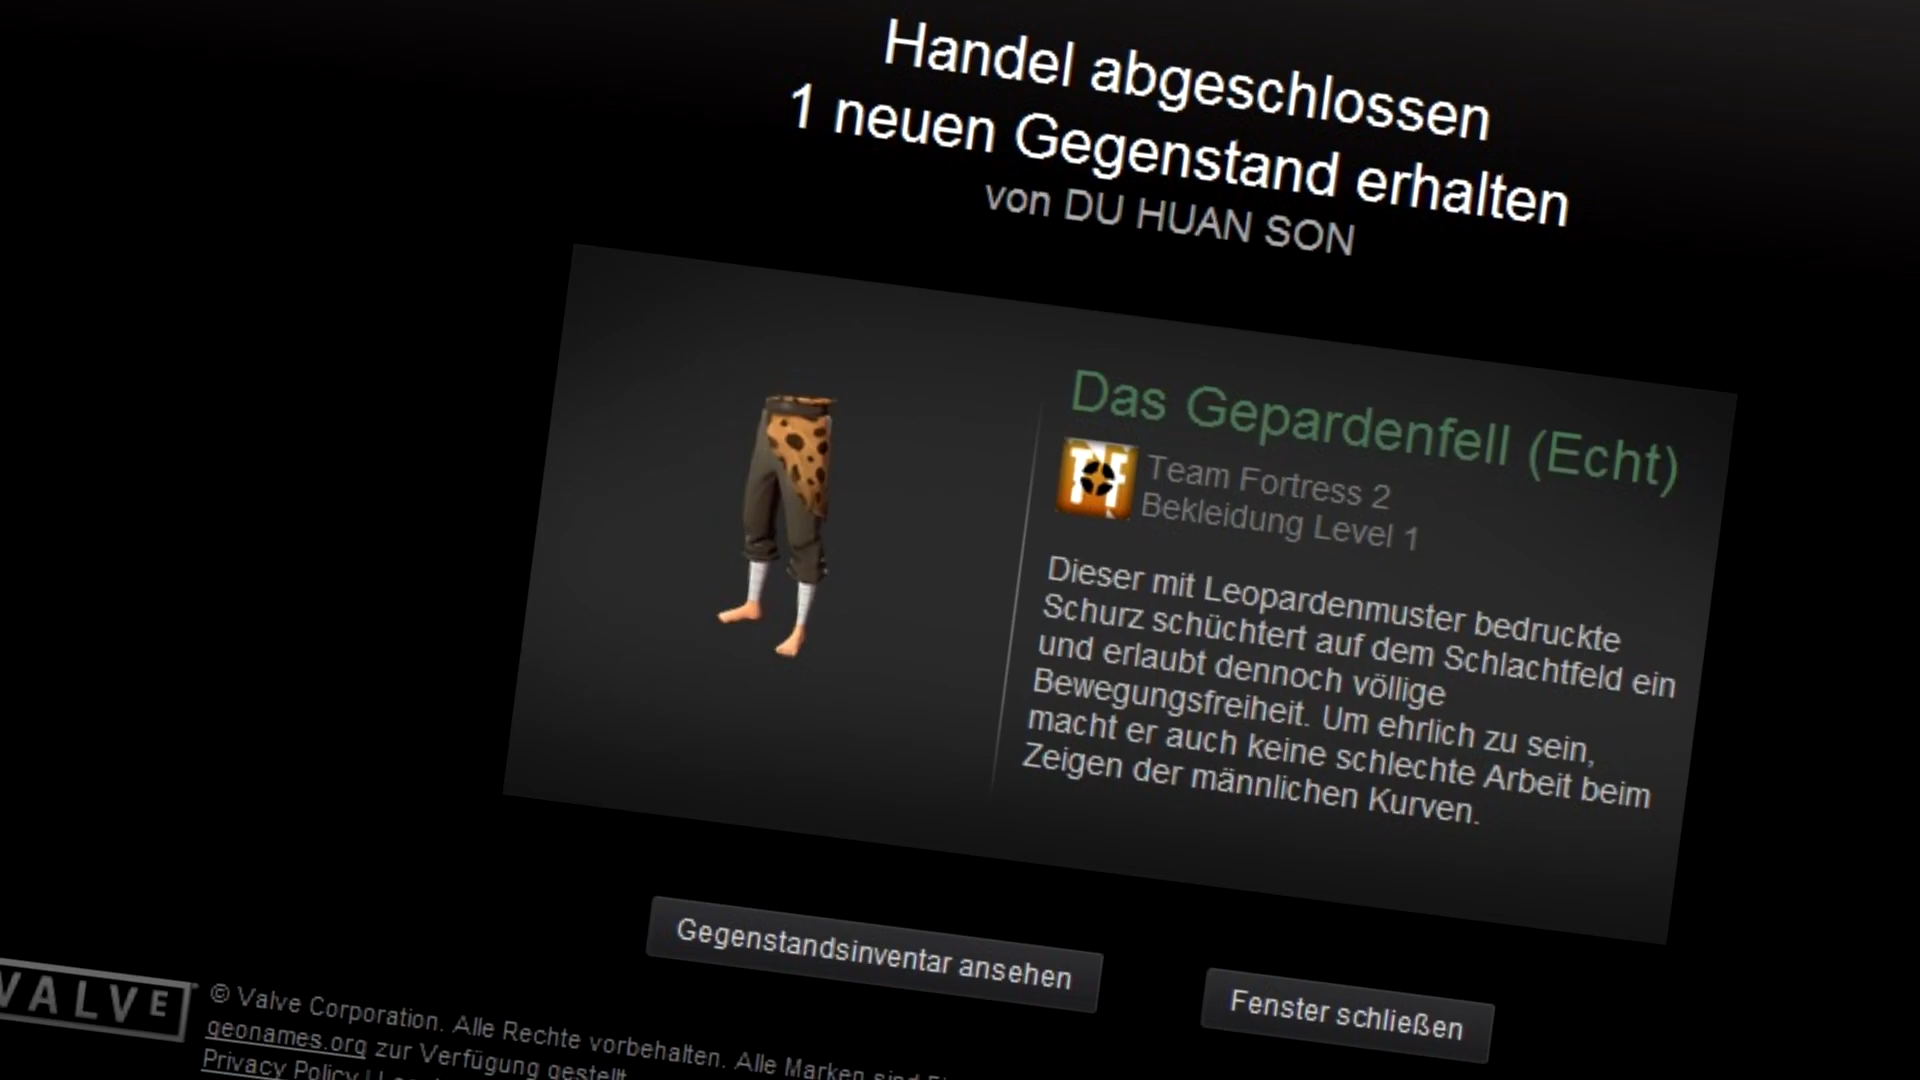 Handel abgeschlossen
1 neuen Gegenstand erhalten
von DU HUAN SON
Das Gepardenfell (Echt)
Team Fortress 2
Bekleidung Level 1
Dieser mit Leopardenmuster bedruckte
Schurz schüchtert auf dem Schlachtfeld ein
und erlaubt dennoch völlige
Bewegungsfreiheit. Um ehrlich zu sein,
macht er auch keine schlechte Arbeit beim
Zeigen der männlichen Kurven.
Gegenstandsinventar ansehen
Fenster schließen
VALVE
© Valve Corporation. Alle Rechte vorbehalten. Alle Marken sind
geonames.org zur Verfügung gestellt.
Privacy Policy |